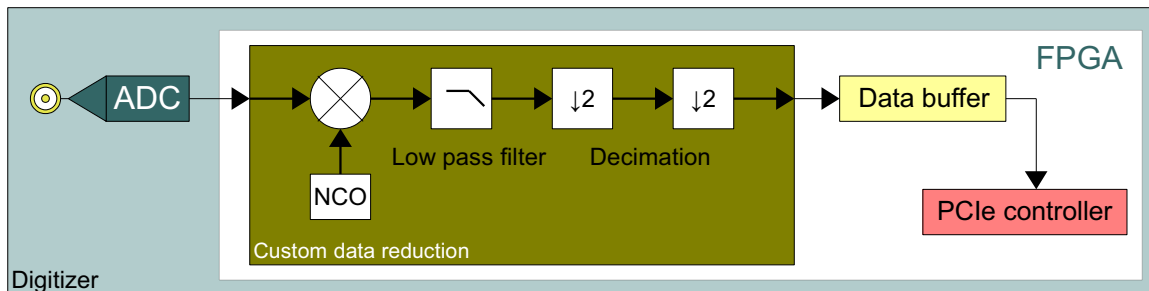 FPGA
ADC
↓2
↓2
Data buffer
Low pass filter
Decimation
NCO
PCIe controller
Custom data reduction
Digitizer